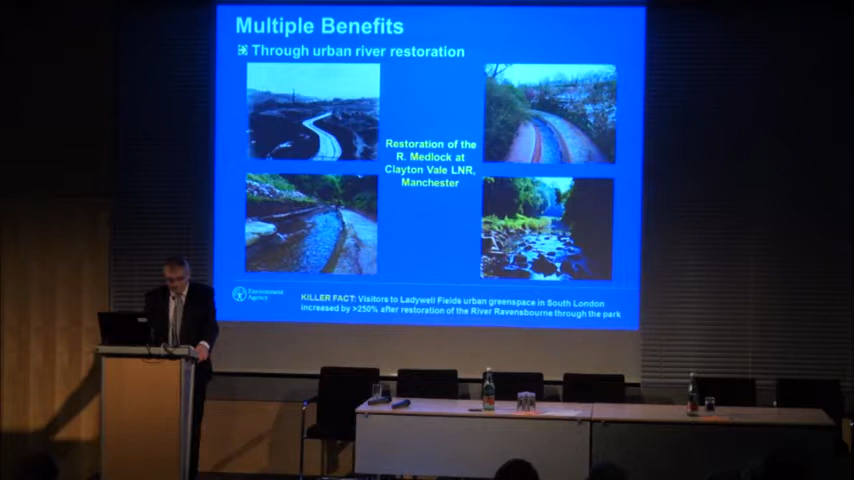 Multiple Benefits
Through urban river restoration
Restoration of the
R. Medlock at
Clayton Vale LNR,
Manchester
Environment
Agency
KILLER FACT: Visitors to Ladywell Fields urban greenspace in South London
increased by >250% after restoration of the River Ravensbourne through the park